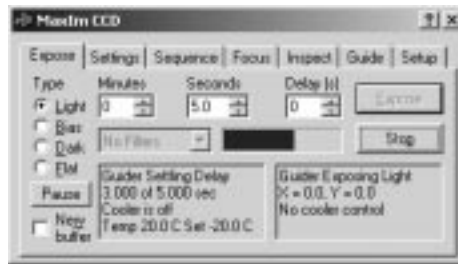 MaxIm CCD
Expose Settings Sequence Focus Inspect Guide Setup
Type Minutes Seconds Delay [s]
Light 0 5.0 0 Expose
Bias
Dark No Filters Stop
Flat
Pause
New buffer
Guider Settling Delay
3.000 of 5.000 sec
Cooler is off
Temp 20.0 C Set -20.0 C
Guider Exposing Light
X = 0.0, Y = 0.0
No cooler control